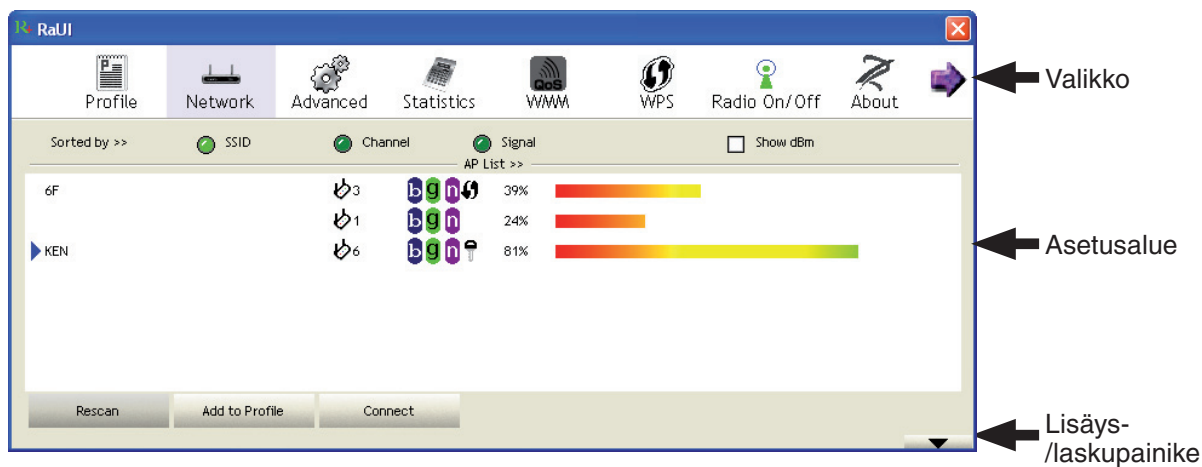 RaUI
Profile Network Advanced Statistics QoS WMM WPS Radio On/Off About
Valikko
Sorted by >> SSID Channel Signal Show dBm
AP List >>
6F 3 b g n 39%
1 b g n 24%
KEN 6 b g n 81%
Asetusalue
Rescan Add to Profile Connect
Lisäys-
/laskupainike